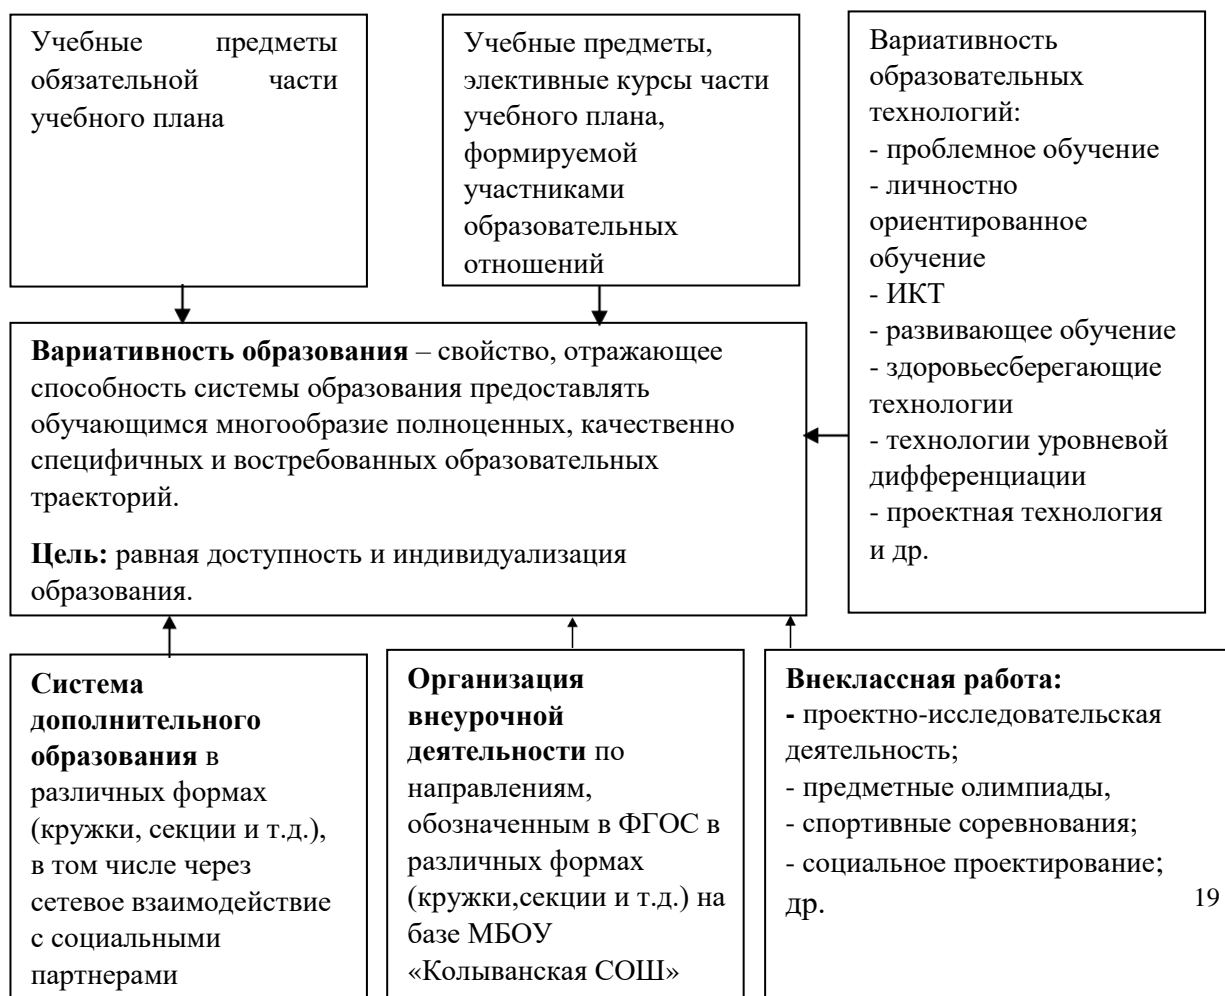 Учебные предметы
обязательной части
учебного плана
Учебные предметы,
элективные курсы части
учебного плана,
формируемой
участниками
образовательных
отношений
Вариативность
образовательных
технологий:
- проблемное обучение
- личностно
ориентированное
обучение
- ИКТ
- развивающее обучение
- здоровьесберегающие
технологии
- технологии уровневой
дифференциации
- проектная технология
и др.
Вариативность образования – свойство, отражающее
способность системы образования предоставлять
обучающимся многообразие полноценных, качественно
специфичных и востребованных образовательных
траекторий.
Цель: равная доступность и индивидуализация
образования.
Система
дополнительного
образования в
различных формах
(кружки, секции и т.д.),
в том числе через
сетевое взаимодействие
с социальными
партнерами
Организация
внеурочной
деятельности по
направлениям,
обозначенным в ФГОС в
различных формах
(кружки,секции и т.д.) на
базе МБОУ
«Колыванская СОШ»
Внеклассная работа:
- проектно-исследовательская
деятельность;
- предметные олимпиады,
- спортивные соревнования;
- социальное проектирование;
др.
19